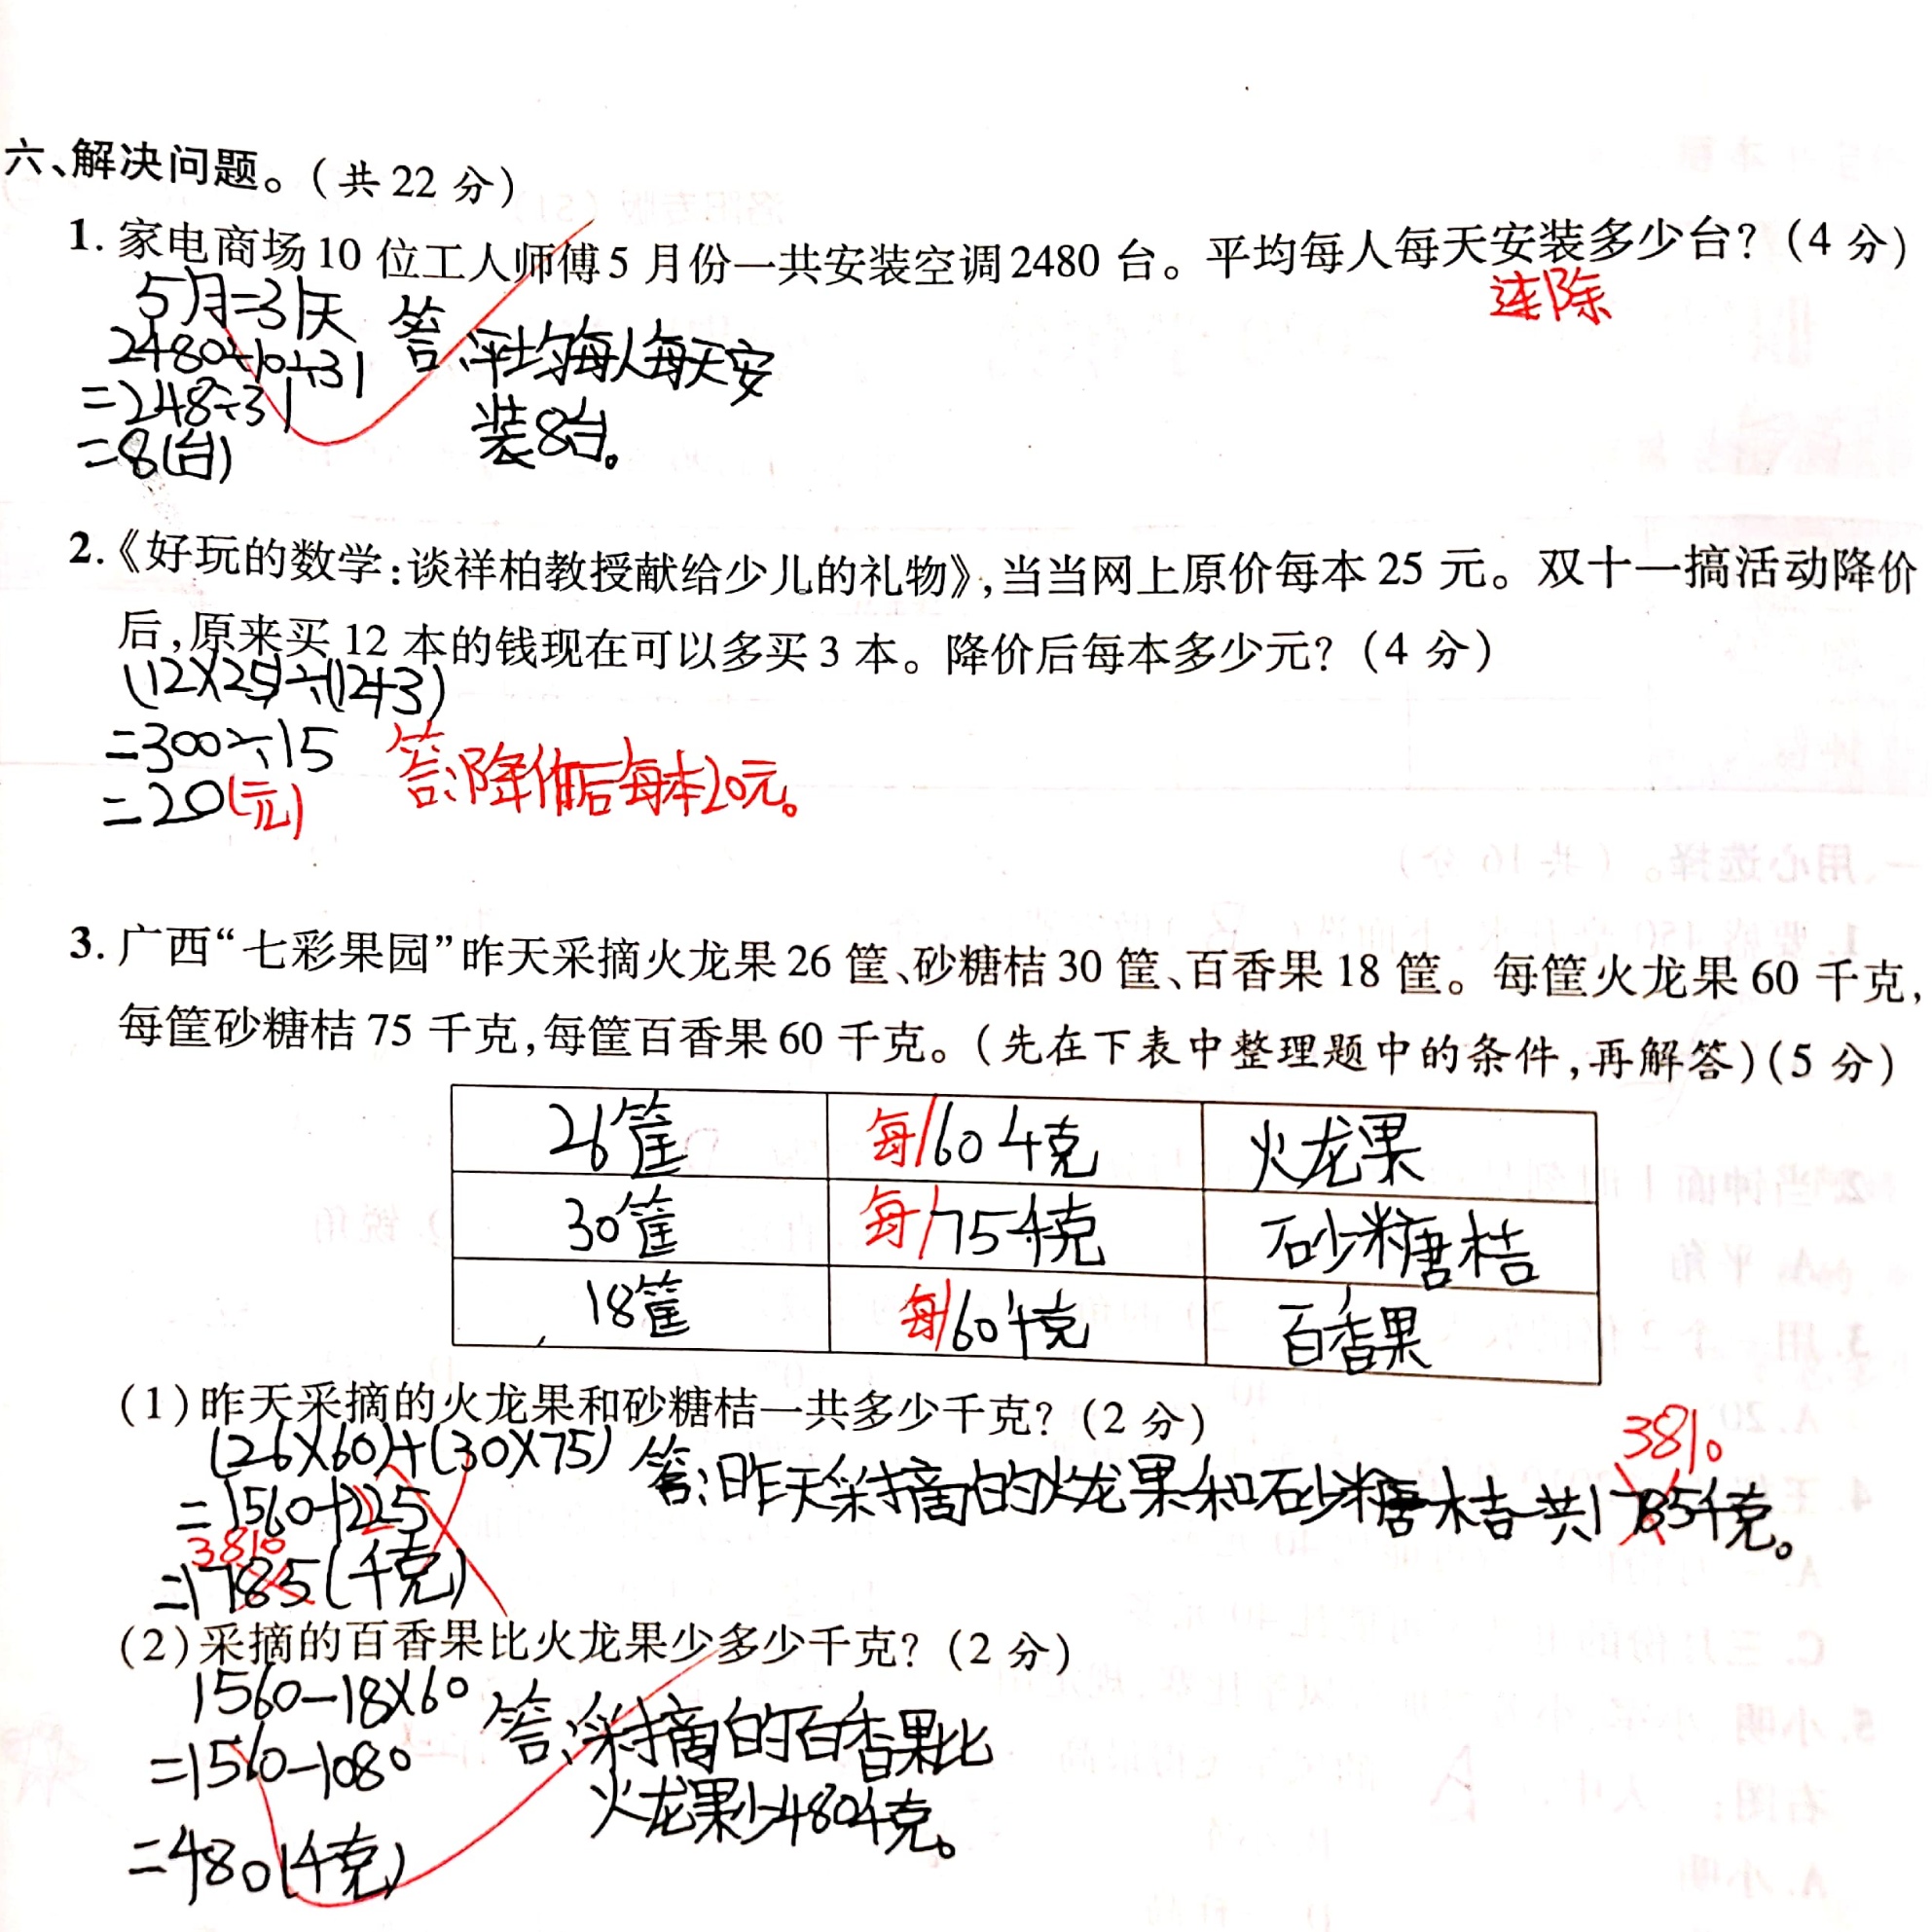 六、解决问题。(共 22 分)
1. 家电商场 10 位工人师傅 5 月份一共安装空调 2480 台。平均每人每天安装多少台?(4 分)
连除
5月=31天
2480÷10÷31
=248÷31
=8(台)
答:平均每人每天安
装8台。
2.《好玩的数学:谈祥柏教授献给少儿的礼物》,当当网上原价每本 25 元。双十一搞活动降价
后,原来买 12 本的钱现在可以多买 3 本。降价后每本多少元?(4 分)
(12×25)÷(12+3)
=300÷15
=20(元)
答:降价后每本20元。
3. 广西“七彩果园”昨天采摘火龙果 26 筐、砂糖桔 30 筐、百香果 18 筐。每筐火龙果 60 千克,
每筐砂糖桔 75 千克,每筐百香果 60 千克。(先在下表中整理题中的条件,再解答)(5 分)
26筐 每/60千克 火龙果
30筐 每/75千克 砂糖桔
18筐 每/60千克 百香果
(1)昨天采摘的火龙果和砂糖桔一共多少千克?(2 分)
(26×60)+(30×75)
=1560+225
3810
=1785(千克)
3810
答:昨天采摘的火龙果和砂糖桔一共1785千克。
(2)采摘的百香果比火龙果少多少千克?(2 分)
1560-18×60
=1560-1080
=480(千克)
答:采摘的百香果比
火龙果少480千克。